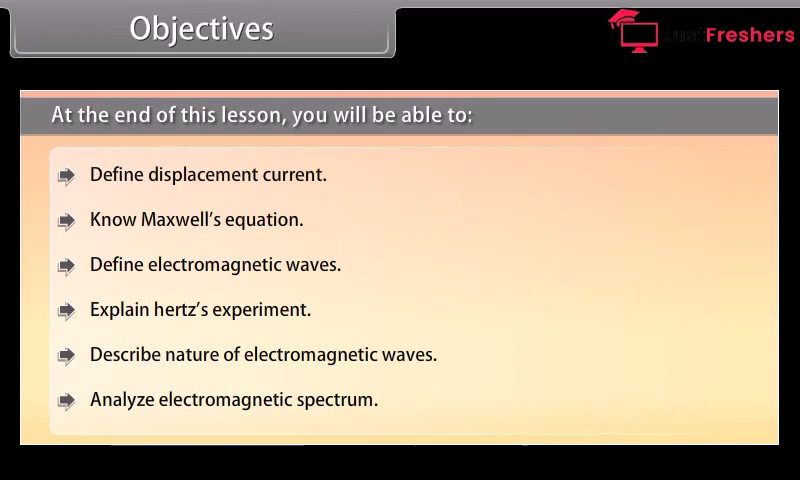 Objectives
Freshers
At the end of this lesson, you will be able to:
Define displacement current.
Know Maxwell's equation.
Define electromagnetic waves.
Explain hertz's experiment.
Describe nature of electromagnetic waves.
Analyze electromagnetic spectrum.